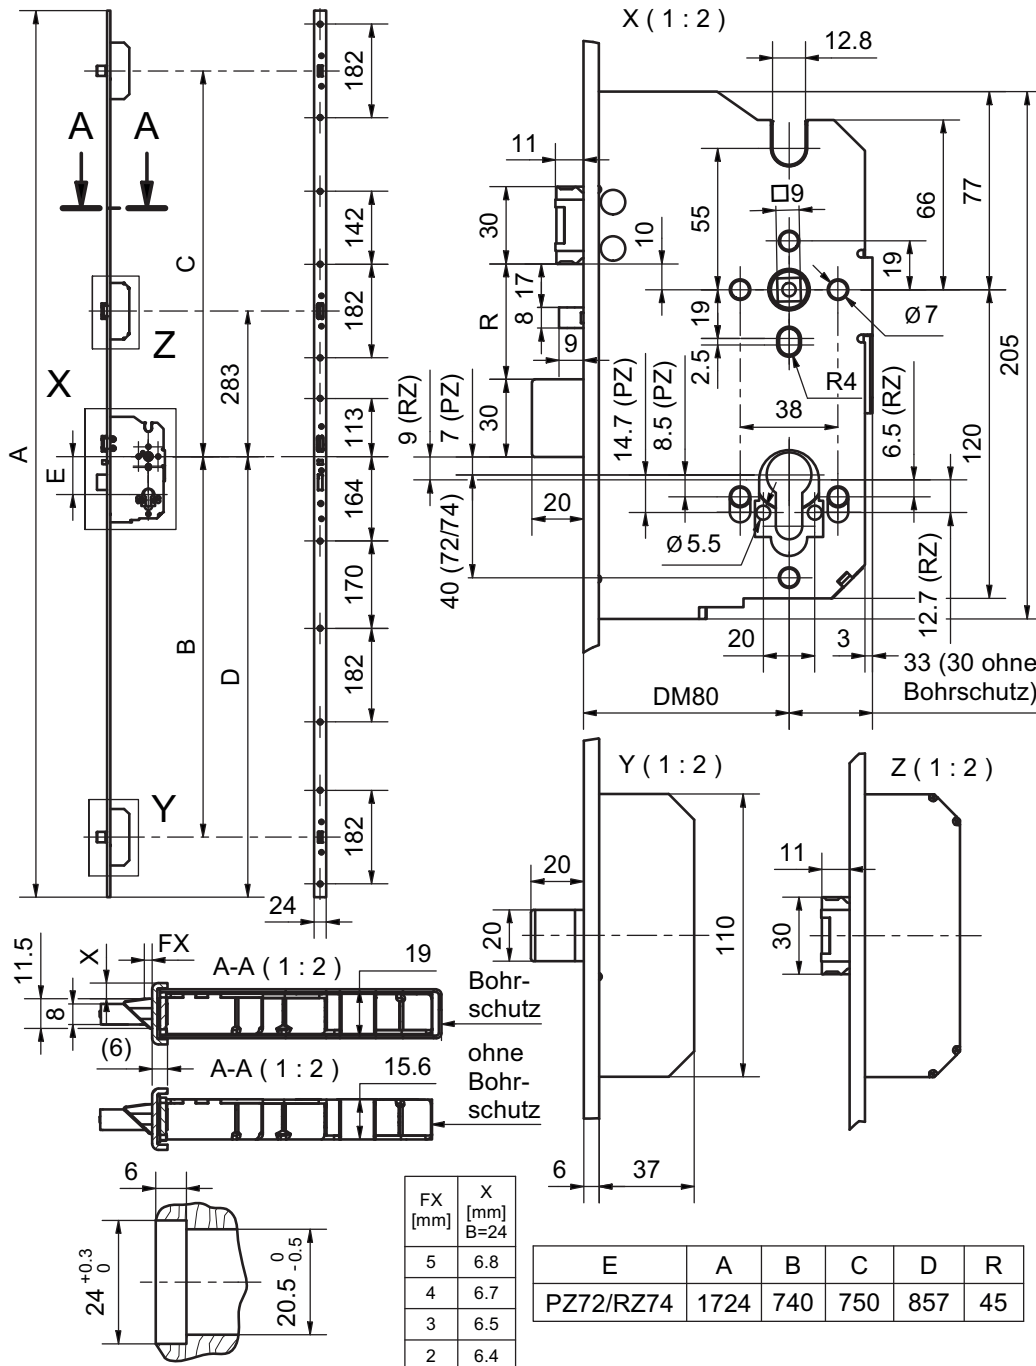 X ( 1 : 2 )
12.8
182
A A
11
30
10
55
□9
66
77
19
142
C
17
8
R
9
19
2.5
Ø 7
182
Z
X
283
A
E
113
9 (RZ)
7 (PZ)
30
14.7 (PZ)
8.5 (PZ)
R4
38
6.5 (RZ)
205
120
164
20
40 (72/74)
Ø 5.5
12.7 (RZ)
170
B
D
20
3
33 (30 ohne
Bohrschutz)
DM80
182
Y ( 1 : 2 )
Z ( 1 : 2 )
Y
182
20
20
110
11
30
24
11.5
X
FX
A-A ( 1 : 2 )
19
Bohr-
schutz
8
(6)
A-A ( 1 : 2 )
15.6
ohne
Bohr-
schutz
6
37
6
24 +0.3 0
20.5 0 -0.5
FX [mm] X [mm] B=24
5 6.8
4 6.7
3 6.5
2 6.4
E A B C D R
PZ72/RZ74 1724 740 750 857 45